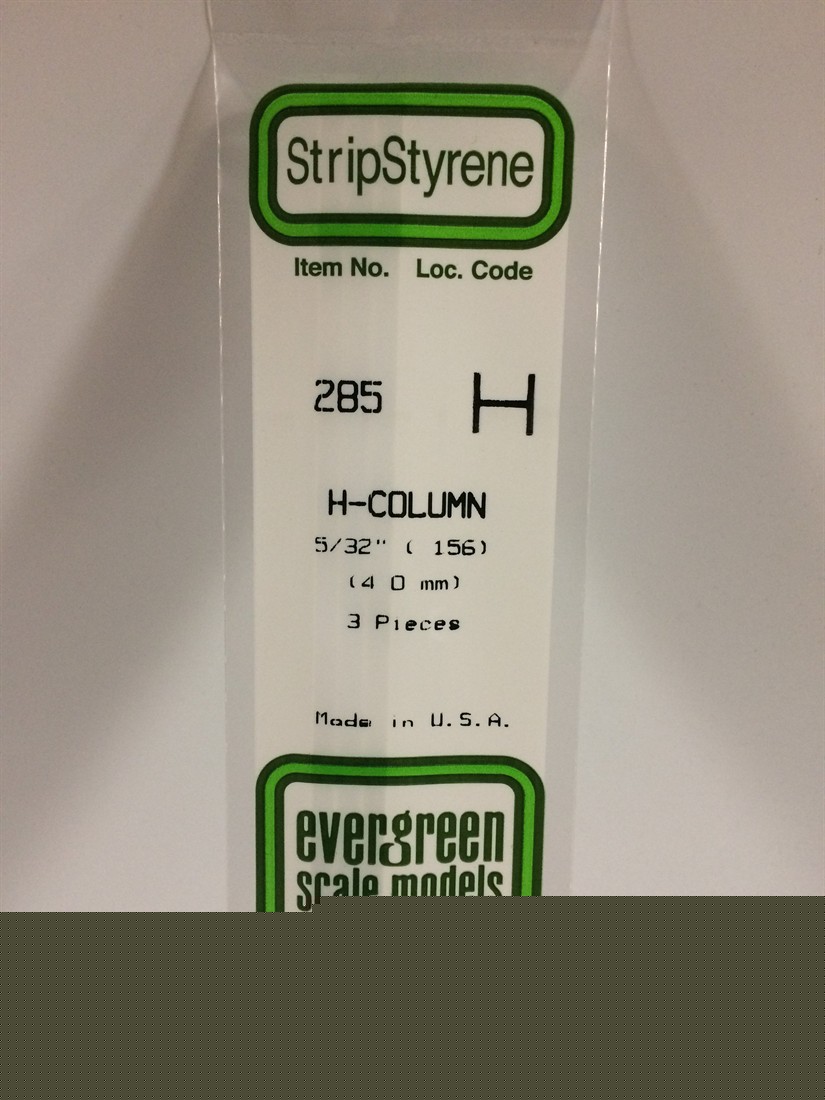 StripStyrene
Item No. Loc. Code
285 H
H-COLUMN
5/32" ( 156)
(4 0 mm)
3 Pieces
Made in U.S.A.
evergreen
scale models